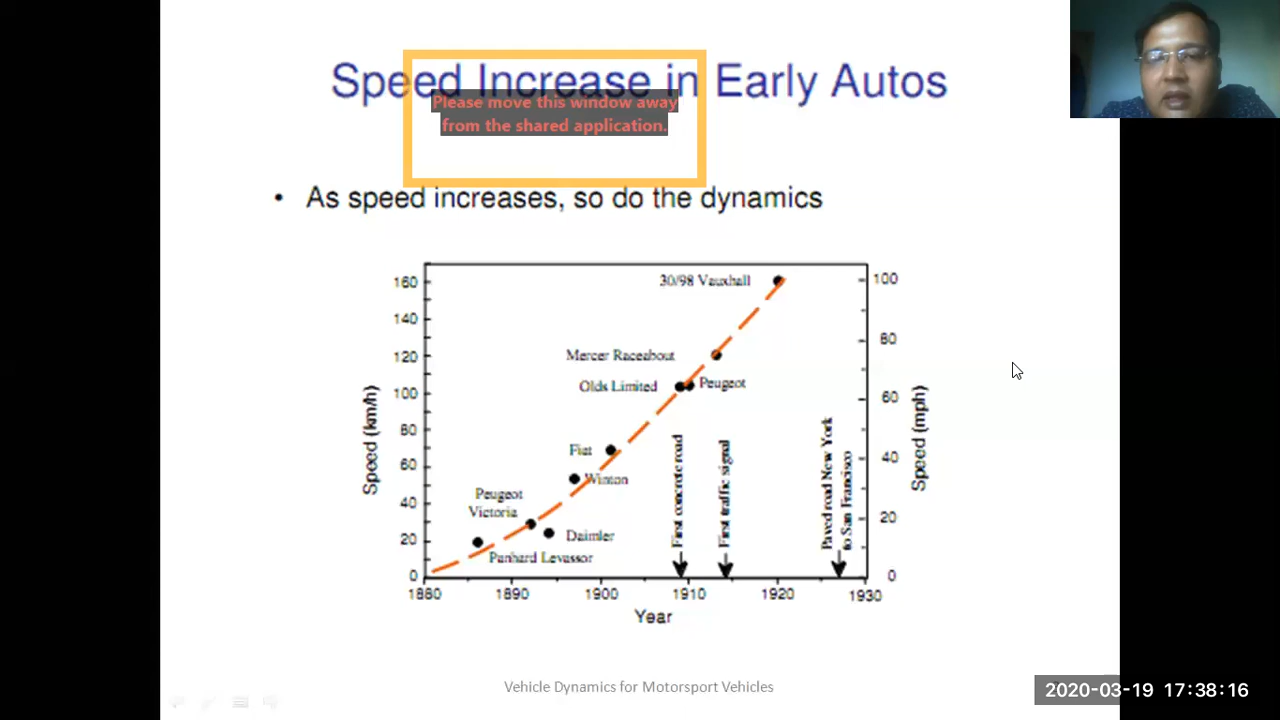 Speed Increase in Early Autos
Please move this window away
from the shared application.
• As speed increases, so do the dynamics
160
140
120
100
80
60
40
20
0
Speed (km/h)
100
80
60
40
20
0
Speed (mph)
30/98 Vauxhall
Mercer Raceabout
Olds Limited
Peugeot
Fiat
Winton
Peugeot
Victoria
Daimler
Panhard Levassor
First concrete road
First traffic signal
Paved road New York
to San Francisco
1880 1890 1900 1910 1920 1930
Year
Vehicle Dynamics for Motorsport Vehicles
2020-03-19 17:38:16